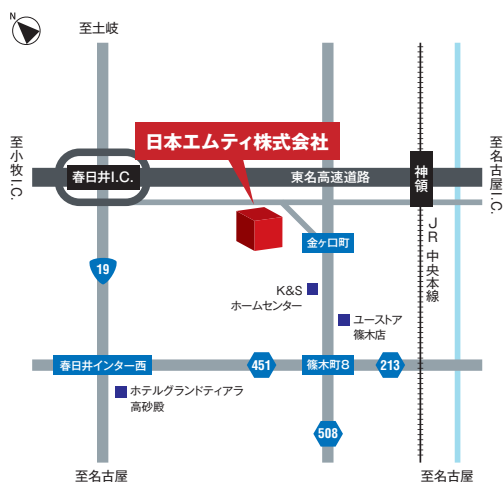 N
至土岐
日本エムティ株式会社
至小牧I.C.
春日井I.C.
東名高速道路
神領
至名古屋I.C.
金ヶ口町
JR 中央本線
19
K&S
ホームセンター
ユーストア
篠木店
春日井インター西
451
篠木町8
213
ホテルグランドティアラ
高砂殿
508
至名古屋
至名古屋